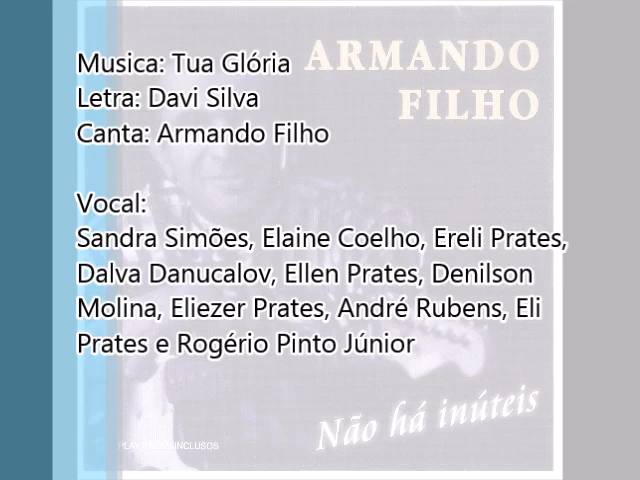 ARMANDO
FILHO
Musica: Tua Glória
Letra: Davi Silva
Canta: Armando Filho
Vocal:
Sandra Simões, Elaine Coelho, Ereli Prates,
Dalva Danucalov, Ellen Prates, Denilson
Molina, Eliezer Prates, André Rubens, Eli
Prates e Rogério Pinto Júnior
Não há inúteis
INCLUSOS